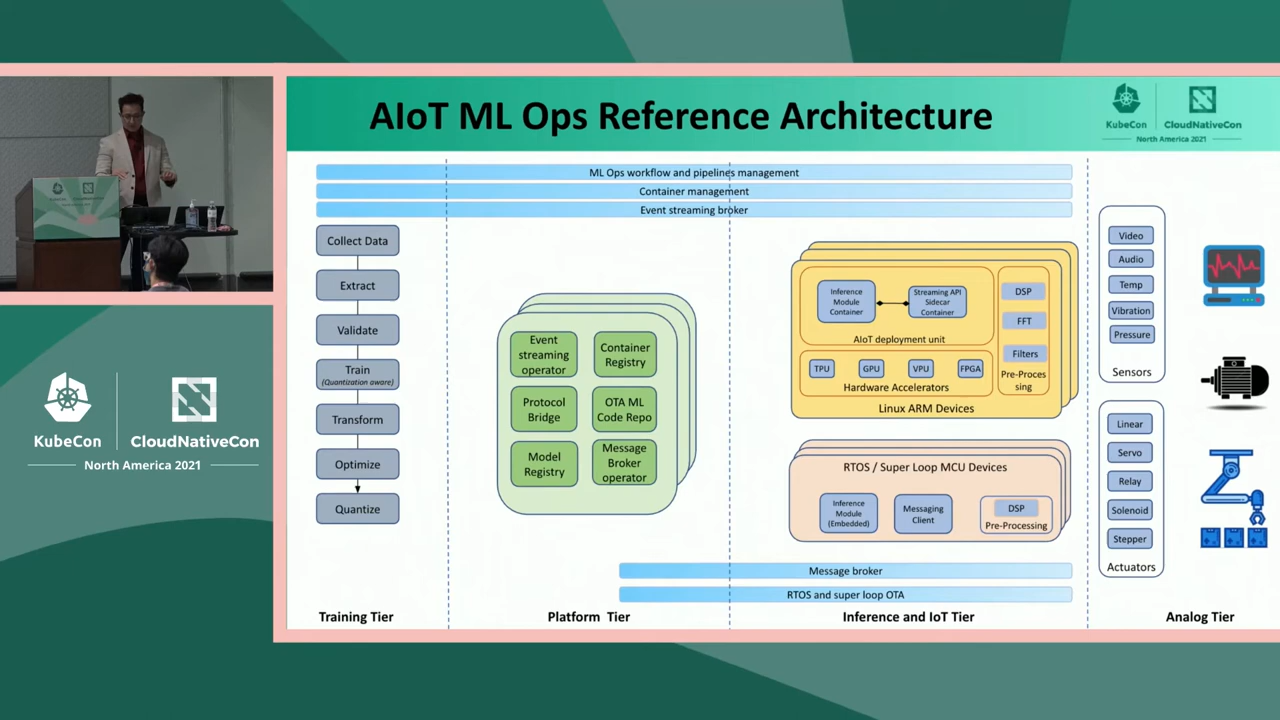 AIoT ML Ops Reference Architecture
KubeCon
CloudNativeCon
North America 2021
ML Ops workflow and pipelines management
Container management
Event streaming broker
Collect Data
Extract
Validate
Train
(Quantization aware)
Transform
Optimize
Quantize
Training Tier
Event
streaming
operator
Container
Registry
Protocol
Bridge
OTA ML
Code Repo
Model
Registry
Message
Broker
operator
Platform Tier
Inference
Module
Container
Streaming API
Sidecar
Container
AIoT deployment unit
TPU
GPU
VPU
FPGA
Hardware Accelerators
DSP
FFT
Filters
Pre-Proces
sing
Linux ARM Devices
RTOS / Super Loop MCU Devices
Inference
Module
(Embedded)
Messaging
Client
DSP
Pre-Processing
Message broker
RTOS and super loop OTA
Inference and IoT Tier
Video
Audio
Temp
Vibration
Pressure
Sensors
Linear
Servo
Relay
Solenoid
Stepper
Actuators
Analog Tier
KubeCon
CloudNativeCon
North America 2021